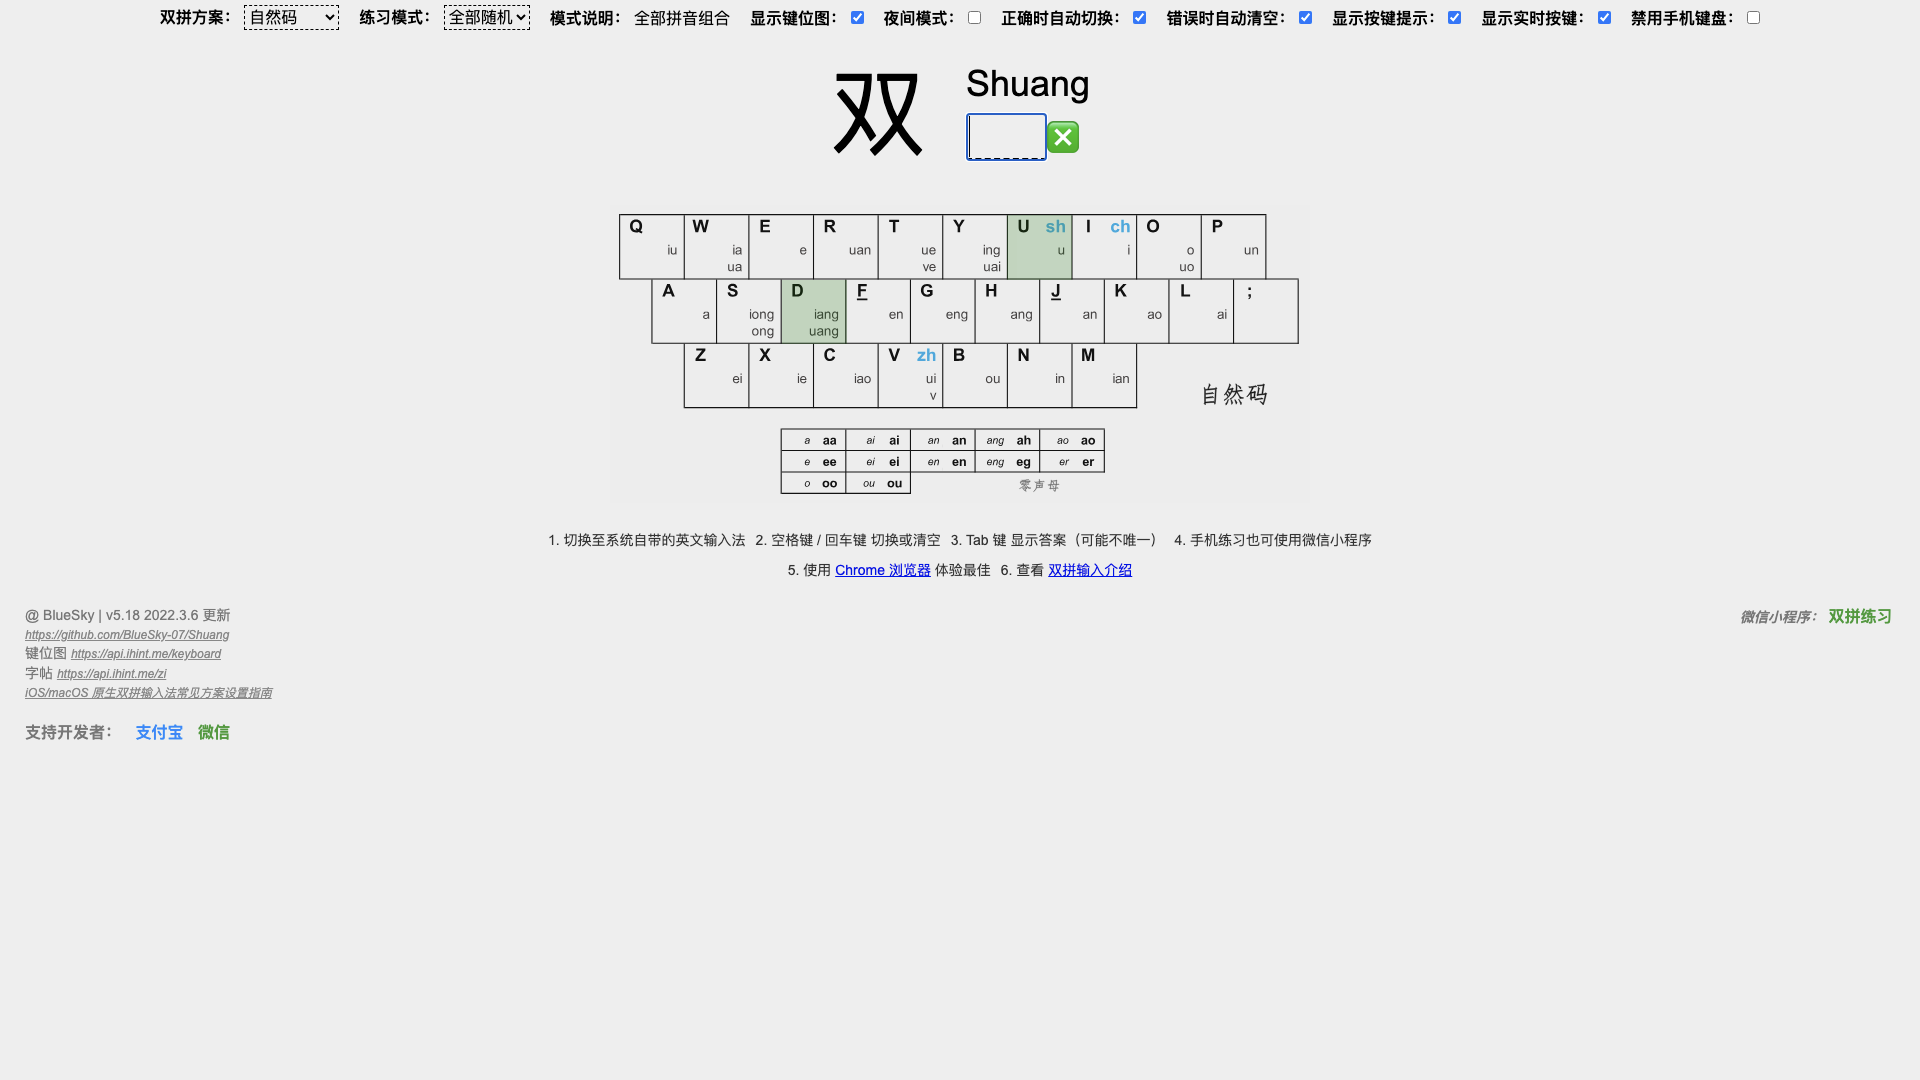 双拼方案： 自然码 练习模式： 全部随机 模式说明： 全部拼音组合 显示键位图： 夜间模式： 正确时自动切换： 错误时自动清空： 显示按键提示： 显示实时按键： 禁用手机键盘：
双
Shuang
Q W E R T Y U sh I ch O P
iu ia e uan ue ing u i o un
ua ve uai uo
A S D F G H J K L ;
a iong iang en eng ang an ao ai
ong uang
Z X C V zh B N M
ei ie iao ui ou in ian
v
自然码
a aa ai ai an an ang ah ao ao
e ee ei ei en en eng eg er er
o oo ou ou
零声母
1. 切换至系统自带的英文输入法 2. 空格键 / 回车键 切换或清空 3. Tab 键 显示答案（可能不唯一） 4. 手机练习也可使用微信小程序
5. 使用 Chrome 浏览器 体验最佳 6. 查看 双拼输入介绍
@ BlueSky | v5.18 2022.3.6 更新
https://github.com/BlueSky-07/Shuang
键位图 https://api.ihint.me/keyboard
字帖 https://api.ihint.me/zi
iOS/macOS 原生双拼输入法常见方案设置指南
支持开发者： 支付宝 微信
微信小程序： 双拼练习